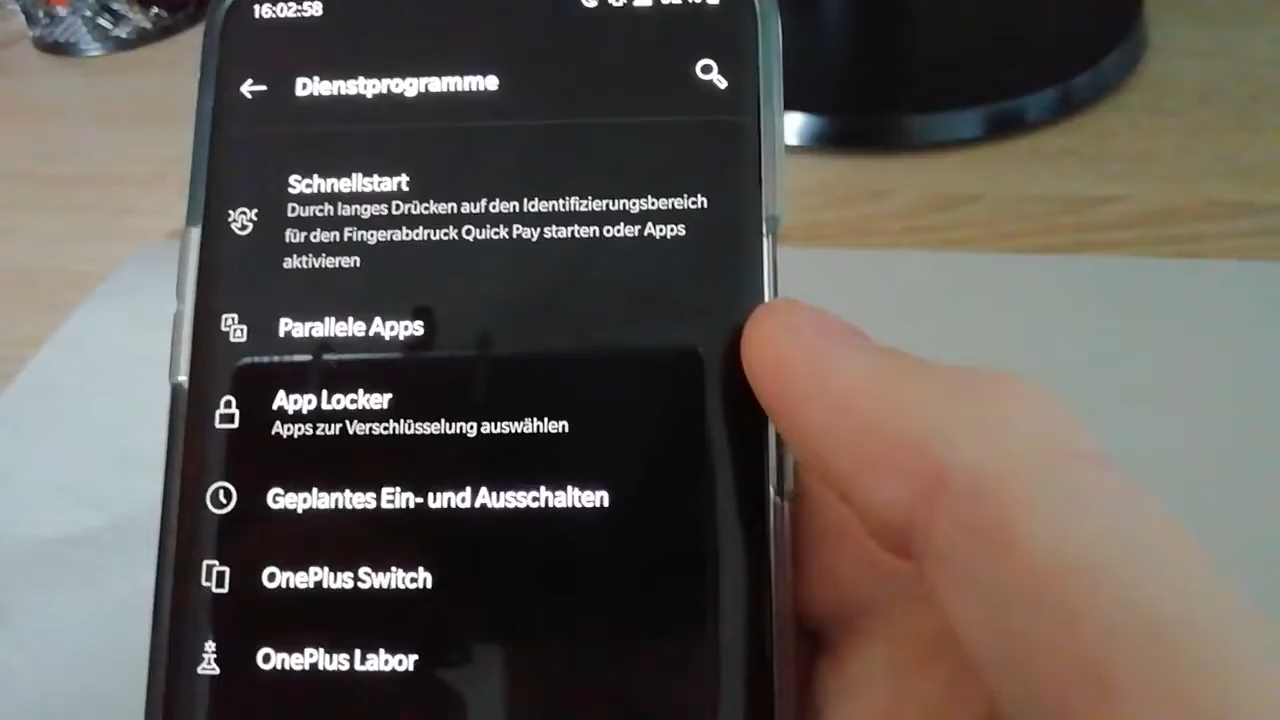 16:02:58
Dienstprogramme
Schnellstart
Durch langes Drücken auf den Identifizierungsbereich
für den Fingerabdruck Quick Pay starten oder Apps
aktivieren
Parallele Apps
App Locker
Apps zur Verschlüsselung auswählen
Geplantes Ein- und Ausschalten
OnePlus Switch
OnePlus Labor